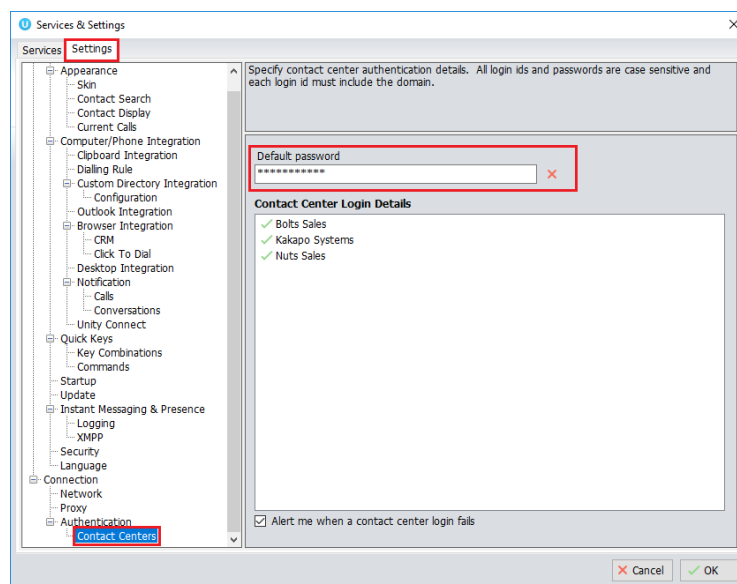 Services & Settings
Services
Settings
Appearance
Skin
Contact Search
Contact Display
Current Calls
Computer/Phone Integration
Clipboard Integration
Dialing Rule
Custom Directory Integration
Configuration
Outlook Integration
Browser Integration
CRM
Click To Dial
Desktop Integration
Notification
Calls
Conversations
Unity Connect
Quick Keys
Key Combinations
Commands
Startup
Update
Instant Messaging & Presence
Logging
XMPP
Security
Language
Connection
Network
Proxy
Authentication
Contact Centers
Specify contact center authentication details. All login ids and passwords are case sensitive and
each login id must include the domain.
Default password
***********
Contact Center Login Details
Bolts Sales
Kakapo Systems
Nuts Sales
Alert me when a contact center login fails
Cancel
OK